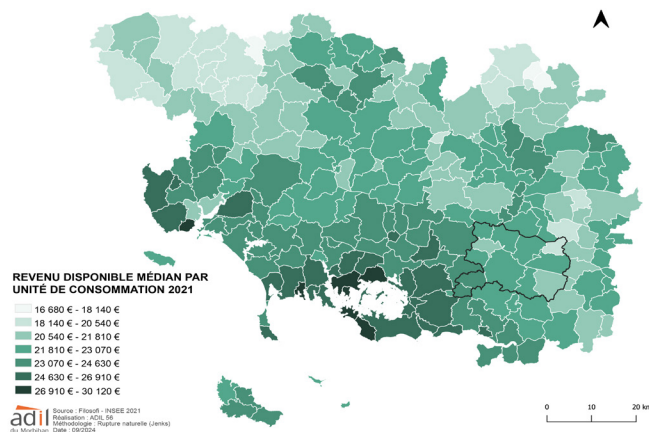 REVENU DISPONIBLE MÉDIAN PAR
UNITÉ DE CONSOMMATION 2021
16 680 € - 18 140 €
18 140 € - 20 540 €
20 540 € - 21 810 €
21 810 € - 23 070 €
23 070 € - 24 630 €
24 630 € - 26 910 €
26 910 € - 30 120 €
adil
du Morbihan
Source : Filosofi - INSEE 2021
Réalisation : ADIL 56
Méthodologie : Rupture naturelle (Jenks)
Date : 09/2024
0 10 20 km